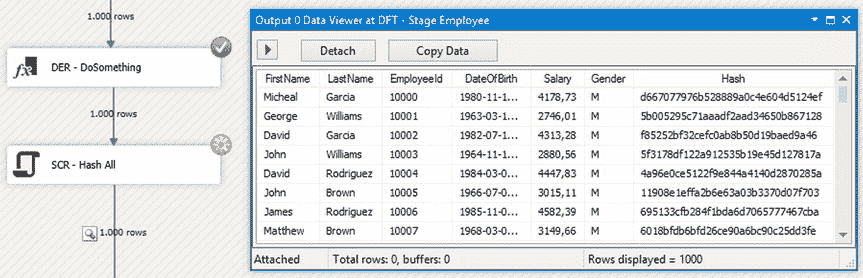 1.000 rows
DER - DoSomething
1.000 rows
SCR - Hash All
1.000 rows
Output 0 Data Viewer at DFT - Stage Employee
Detach Copy Data
FirstName LastName EmployeeId DateOfBirth Salary Gender Hash
Micheal Garcia 10000 1980-11-1... 4178,73 M d667077976b528889a0c4e604d5124ef
George Williams 10001 1963-03-1... 2746,01 M 5b005295c71aaadf2aad34650b867128
David Garcia 10002 1982-07-1... 4313,28 M f85252bf32cefc0ab8b50d19baed9a46
John Williams 10003 1964-11-1... 2880,56 M 5f3178df122a912535b19e45d127817a
David Rodriguez 10004 1984-03-0... 4447,83 M 4a96e0ce5122f9e844a4140d2870285a
John Brown 10005 1966-07-0... 3015,11 M 11908e1effa2b6e63a03b3370d07f703
James Rodriguez 10006 1985-11-0... 4582,39 M 695133cfb284f1bda6d7065777467cba
Matthew Brown 10007 1968-03-0... 3149,66 M 6018bfdb6bfd26ce90a6bc90c25dd3fe
Attached Total rows: 0, buffers: 0 Rows displayed = 1000